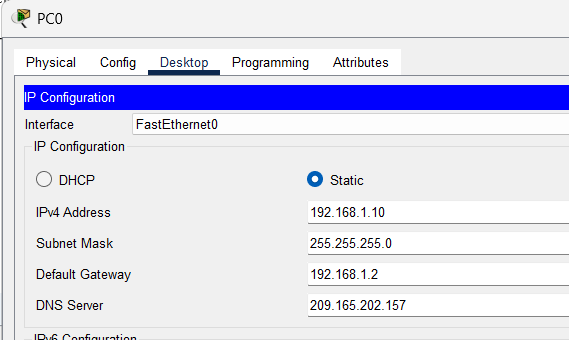 PC0
Physical Config Desktop Programming Attributes
IP Configuration
Interface FastEthernet0
IP Configuration
DHCP Static
IPv4 Address 192.168.1.10
Subnet Mask 255.255.255.0
Default Gateway 192.168.1.2
DNS Server 209.165.202.157
IPv6 Configuration